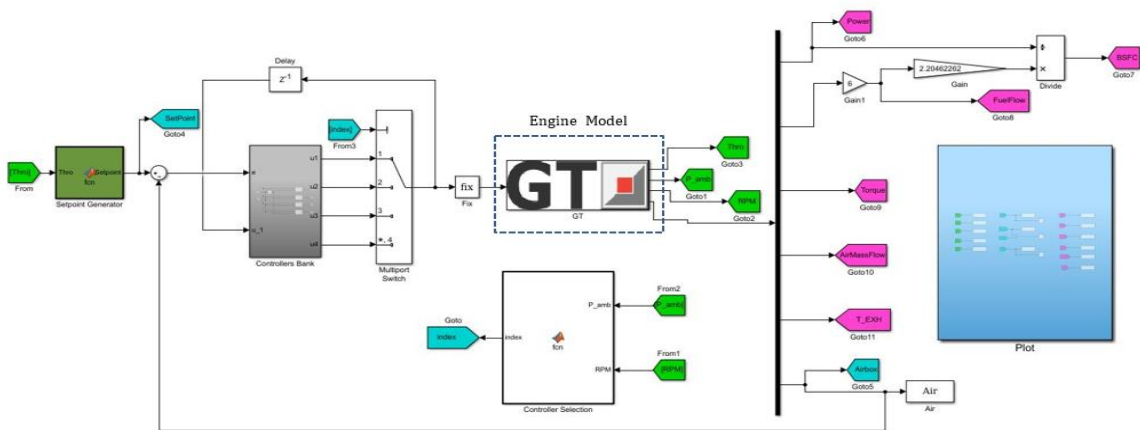 Power
Goto6
BSFC
Goto7
Divide
2.20462262
Gain
6
Gain1
FuelFlow
Goto8
Delay
z-1
SetPoint
Goto4
[index]
From3
Engine Model
[Thro]
From
Thro
fcn
Setpoint
Setpoint Generator
e
u_1
u1
u2
u3
u4
Controllers Bank
1
2
3
*, 4
Multiport
Switch
fix
Fix
GT
GT
Thro
Goto3
P_amb
Goto1
RPM
Goto2
Torque
Goto9
AirMassFlow
Goto10
T_EXH
Goto11
Plot
Goto
index
index
fcn
P_amb
RPM
Controller Selection
From2
[P_amb]
From1
[RPM]
Airbox
Goto5
Air
Air